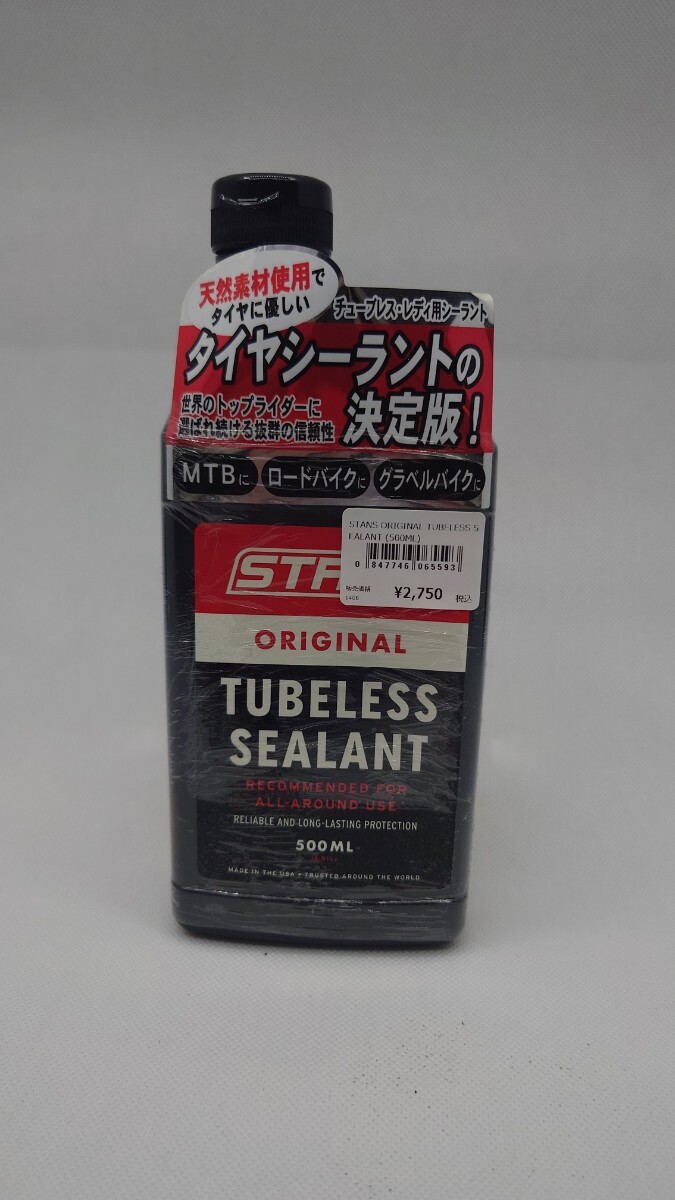 天然素材使用で
タイヤに優しい
チューブレス・レディ用シーラント
タイヤシーラントの
決定版!
世界のトップライダーに
選ばれ続ける抜群の信頼性
MTBに ロードバイクに グラベルバイクに
STANS ORIGINAL TUBELESS S
EALANT (500ML)
0 847746 065593
販売価格
¥2,750 税込
STA
ORIGINAL
TUBELESS
SEALANT
RECOMMENDED FOR
ALL-AROUND USE
RELIABLE AND LONG-LASTING PROTECTION
500ML
MADE IN THE USA • TRUSTED AROUND THE WORLD